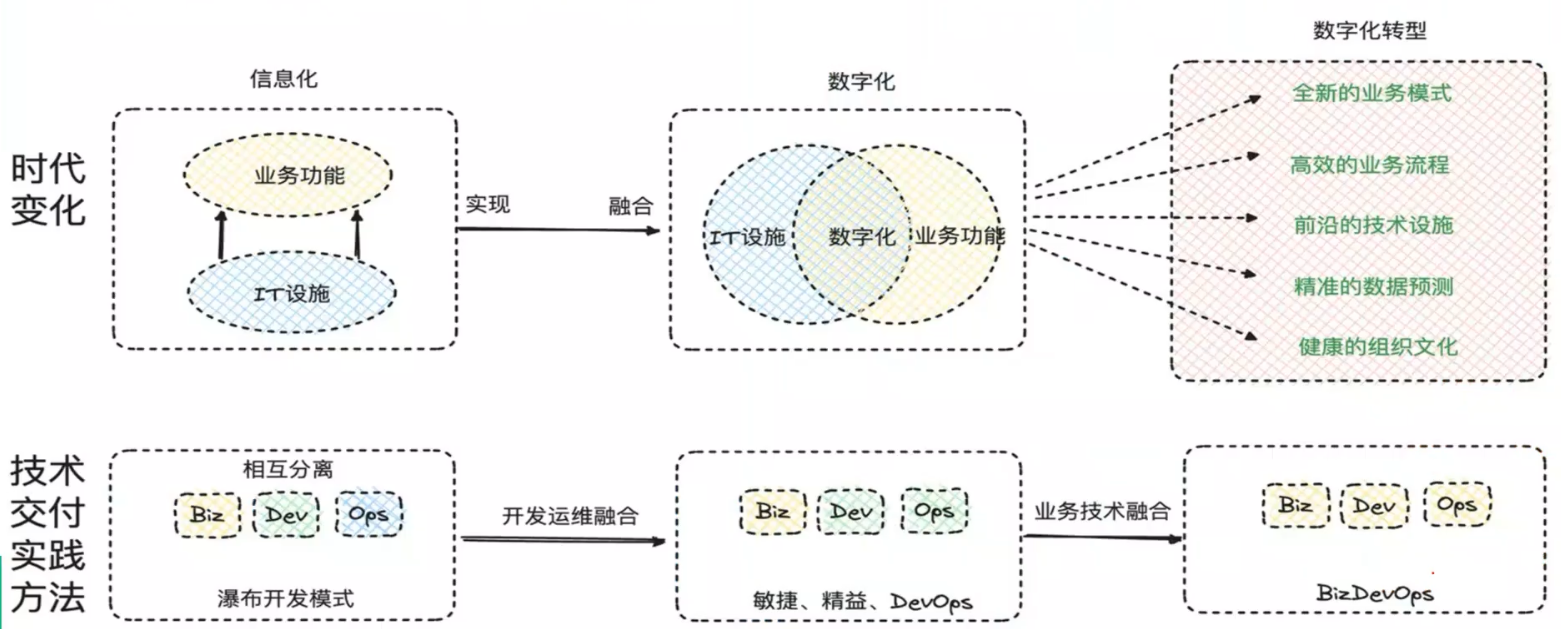 数字化转型
信息化
数字化
时代
变化
业务功能
IT设施
实现
融合
IT设施
数字化
业务功能
全新的业务模式
高效的业务流程
前沿的技术设施
精准的数据预测
健康的组织文化
技术
交付
实践
方法
相互分离
Biz
Dev
Ops
瀑布开发模式
开发运维融合
Biz
Dev
Ops
敏捷、精益、DevOps
业务技术融合
Biz
Dev
Ops
BizDevOps